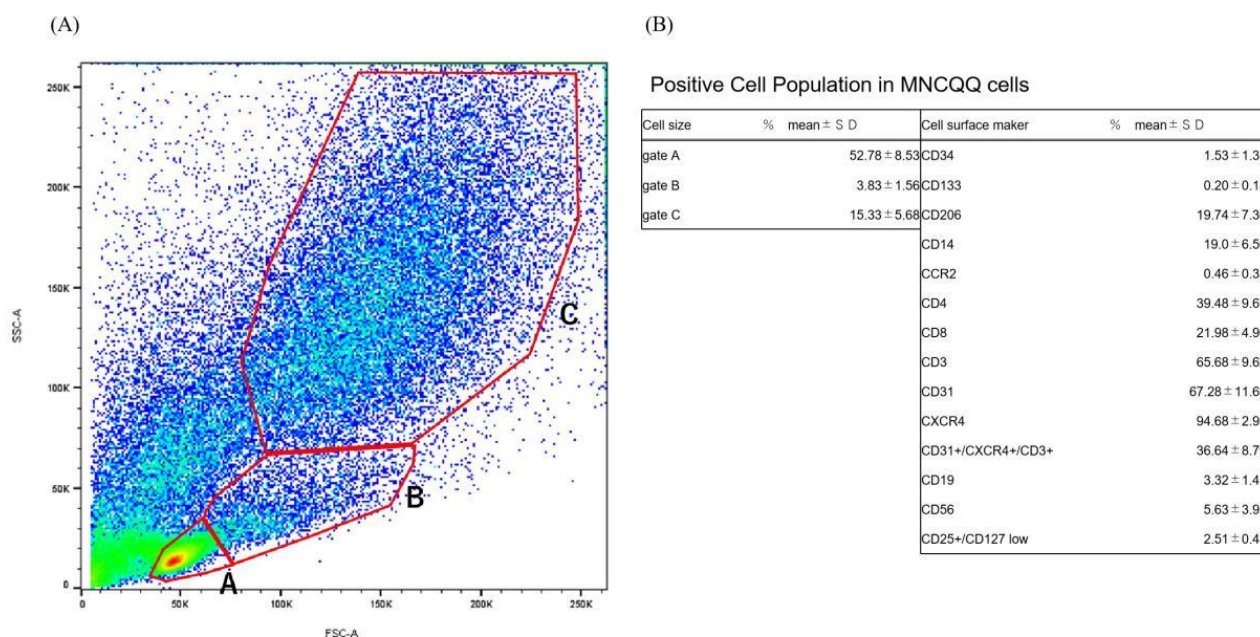 (A)
(B)
250K
200K
150K
100K
50K
0
SSC-A
C
B
A
0 50K 100K 150K 200K 250K
FSC-A
Positive Cell Population in MNCQQ cells
Cell size % mean±SD Cell surface maker % mean±SD
gate A 52.78±8.53 CD34 1.53±1.3
gate B 3.83±1.56 CD133 0.20±0.1
gate C 15.33±5.68 CD206 19.74±7.3
CD14 19.0±6.5
CCR2 0.46±0.3
CD4 39.48±9.6
CD8 21.98±4.9
CD3 65.68±9.6
CD31 67.28±11.6
CXCR4 94.68±2.9
CD31+/CXCR4+/CD3+ 36.64±8.7
CD19 3.32±1.4
CD56 5.63±3.9
CD25+/CD127 low 2.51±0.4